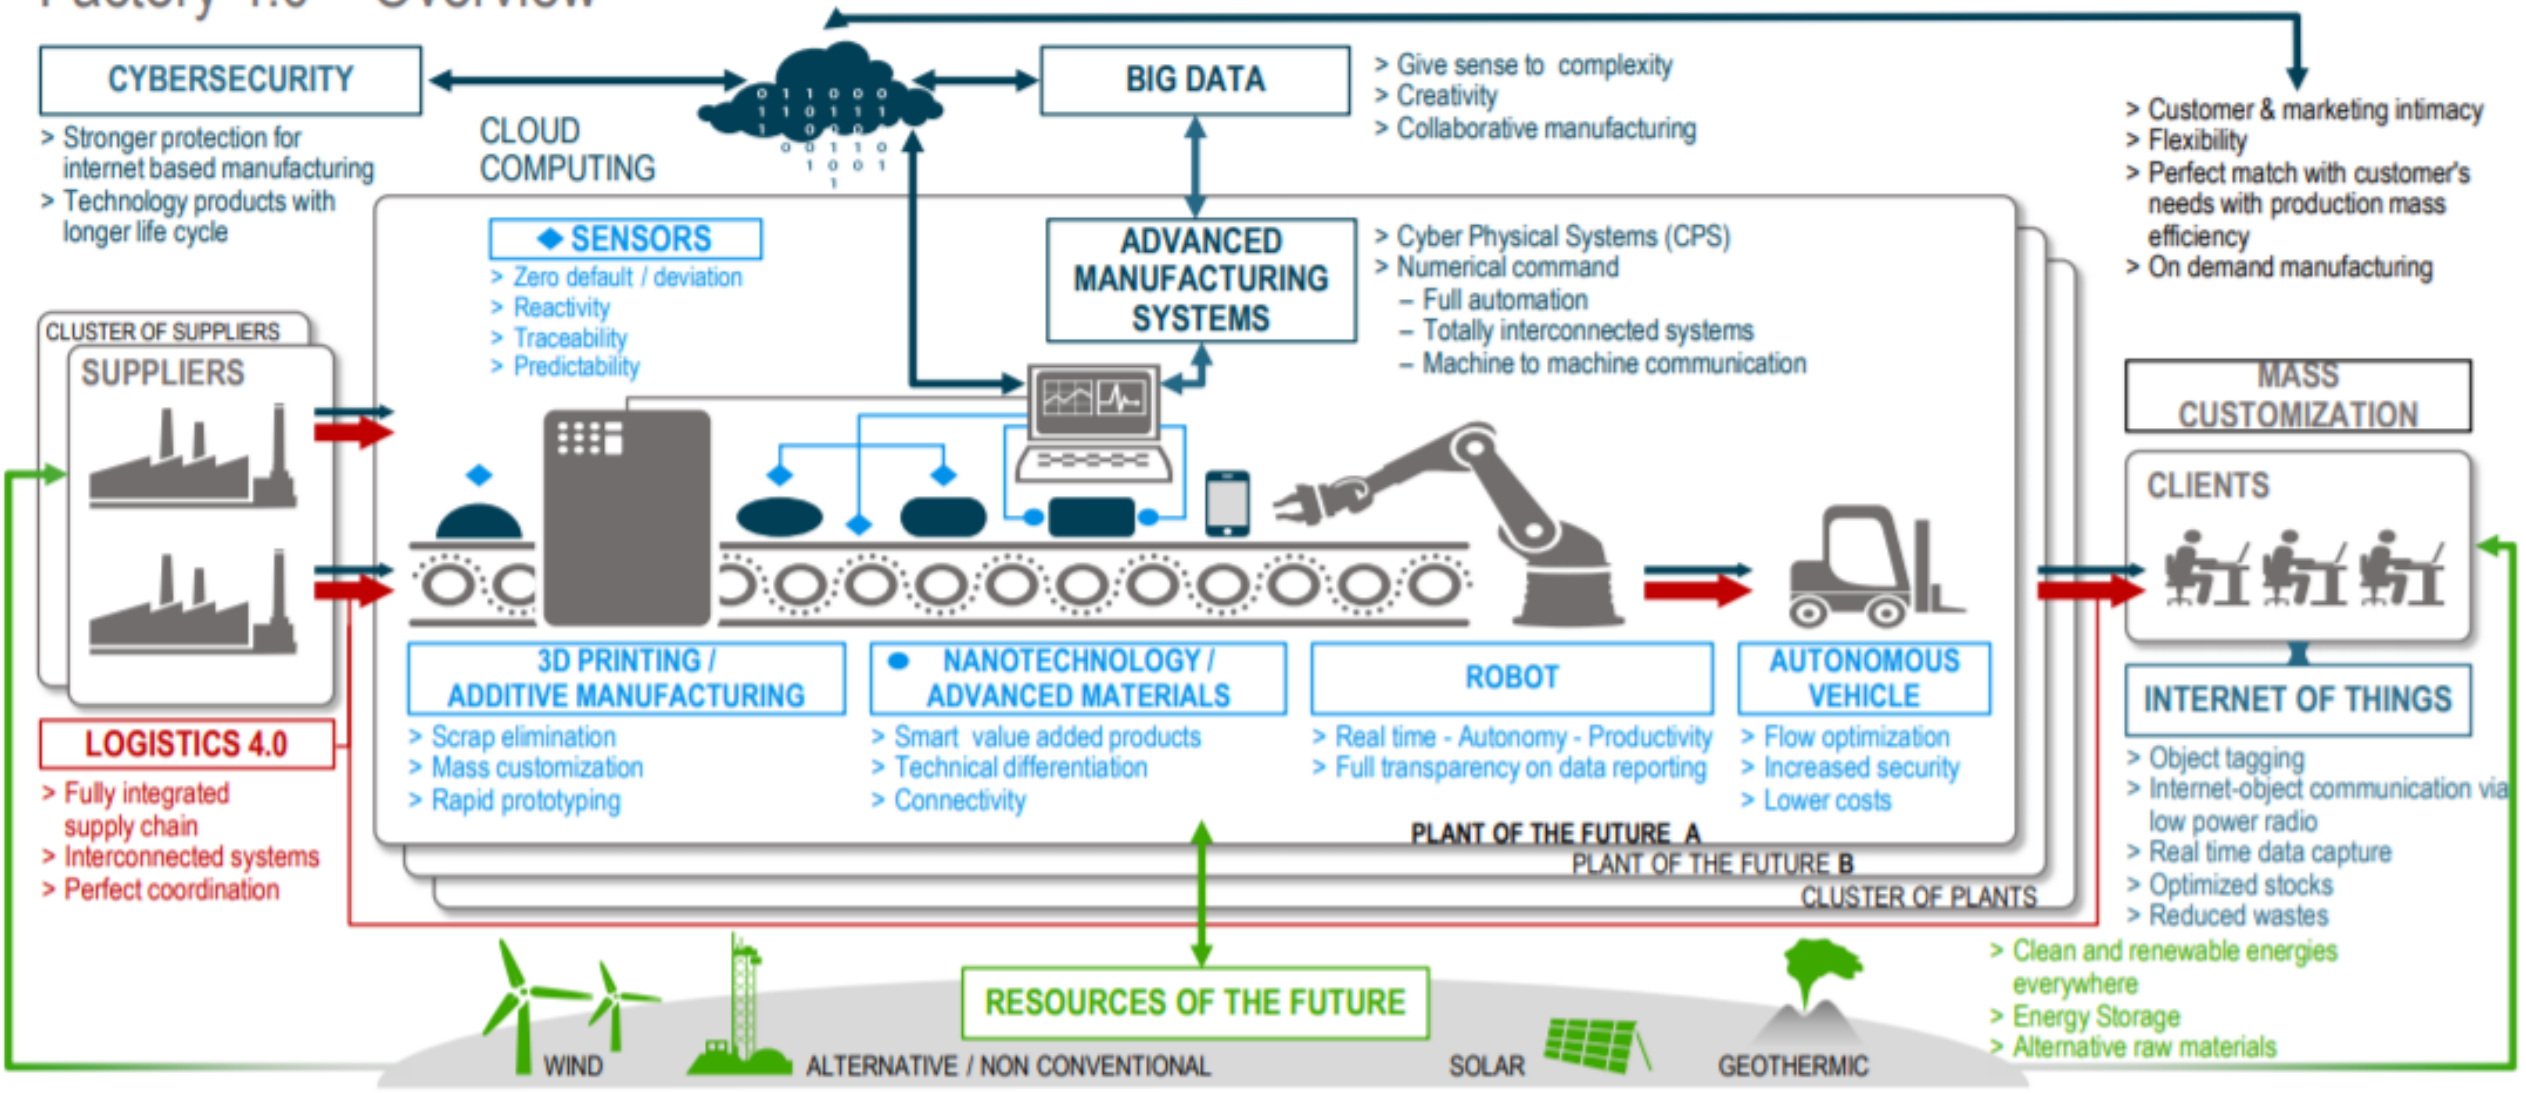 Factory 4.0 – Overview
CYBERSECURITY
> Stronger protection for
internet based manufacturing
> Technology products with
longer life cycle
CLOUD
COMPUTING
BIG DATA
> Give sense to complexity
> Creativity
> Collaborative manufacturing
> Customer & marketing intimacy
> Flexibility
> Perfect match with customer's
needs with production mass
efficiency
> On demand manufacturing
SENSORS
> Zero default / deviation
> Reactivity
> Traceability
> Predictability
ADVANCED
MANUFACTURING
SYSTEMS
> Cyber Physical Systems (CPS)
> Numerical command
– Full automation
– Totally interconnected systems
– Machine to machine communication
CLUSTER OF SUPPLIERS
SUPPLIERS
MASS
CUSTOMIZATION
CLIENTS
LOGISTICS 4.0
> Fully integrated
supply chain
> Interconnected systems
> Perfect coordination
3D PRINTING /
ADDITIVE MANUFACTURING
> Scrap elimination
> Mass customization
> Rapid prototyping
NANOTECHNOLOGY /
ADVANCED MATERIALS
> Smart value added products
> Technical differentiation
> Connectivity
ROBOT
> Real time - Autonomy - Productivity
> Full transparency on data reporting
AUTONOMOUS
VEHICLE
> Flow optimization
> Increased security
> Lower costs
INTERNET OF THINGS
> Object tagging
> Internet-object communication via
low power radio
> Real time data capture
> Optimized stocks
> Reduced wastes
PLANT OF THE FUTURE A
PLANT OF THE FUTURE B
CLUSTER OF PLANTS
RESOURCES OF THE FUTURE
> Clean and renewable energies
everywhere
> Energy Storage
> Alternative raw materials
WIND
ALTERNATIVE / NON CONVENTIONAL
SOLAR
GEOTHERMIC